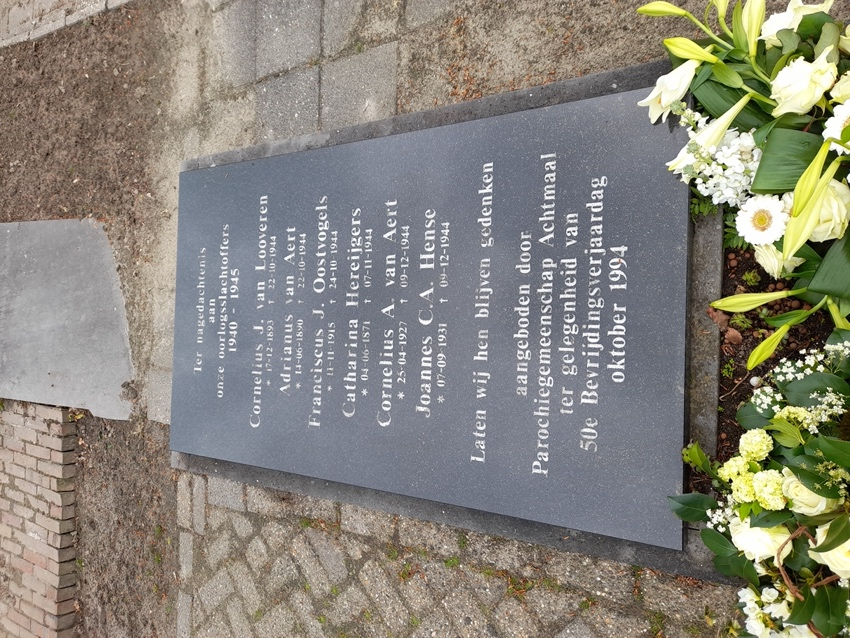 Ter nagedachtenis
aan
onze oorlogsslachtoffers
1940 - 1945
Cornelius J. van Looveren
* 17-12-1893 † 22-10-1944
Adrianus van Aert
* 14-06-1890 † 22-10-1944
Franciscus J. Oostvogels
* 11-11-1915 † 24-10-1944
Catharina Hereijgers
* 04-06-1871 † 07-11-1944
Cornelius A. van Aert
* 25-04-1927 † 09-12-1944
Joannes C.A. Hense
* 07-09-1931 † 09-12-1944
Laten wij hen blijven gedenken
aangeboden door
Parochiegemeenschap Achtmaal
ter gelegenheid van
50e Bevrijdingsverjaardag
oktober 1994